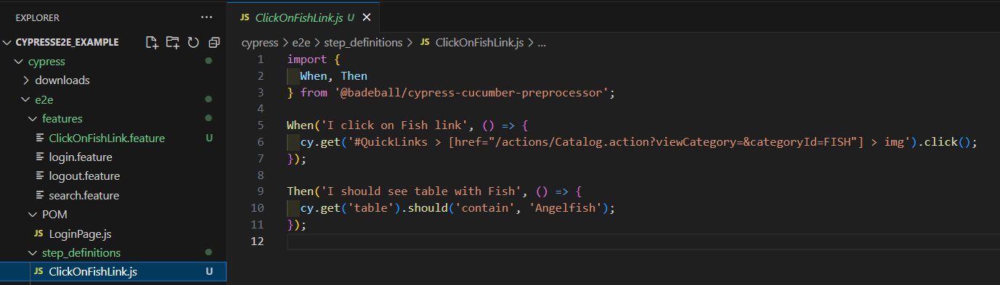 EXPLORER
CYPRESSE2E_EXAMPLE
cypress
downloads
e2e
features
ClickOnFishLink.feature U
login.feature
logout.feature
search.feature
POM
JS LoginPage.js
step_definitions
JS ClickOnFishLink.js U
JS ClickOnFishLink.js U
cypress > e2e > step_definitions > JS ClickOnFishLink.js > ...
1 import {
2   When, Then
3 } from '@badeball/cypress-cucumber-preprocessor';
4
5 When('I click on Fish link', () => {
6   cy.get('#QuickLinks > [href="/actions/Catalog.action?viewCategory=&categoryId=FISH"] > img').click();
7 });
8
9 Then('I should see table with Fish', () => {
10   cy.get('table').should('contain', 'Angelfish');
11 });
12